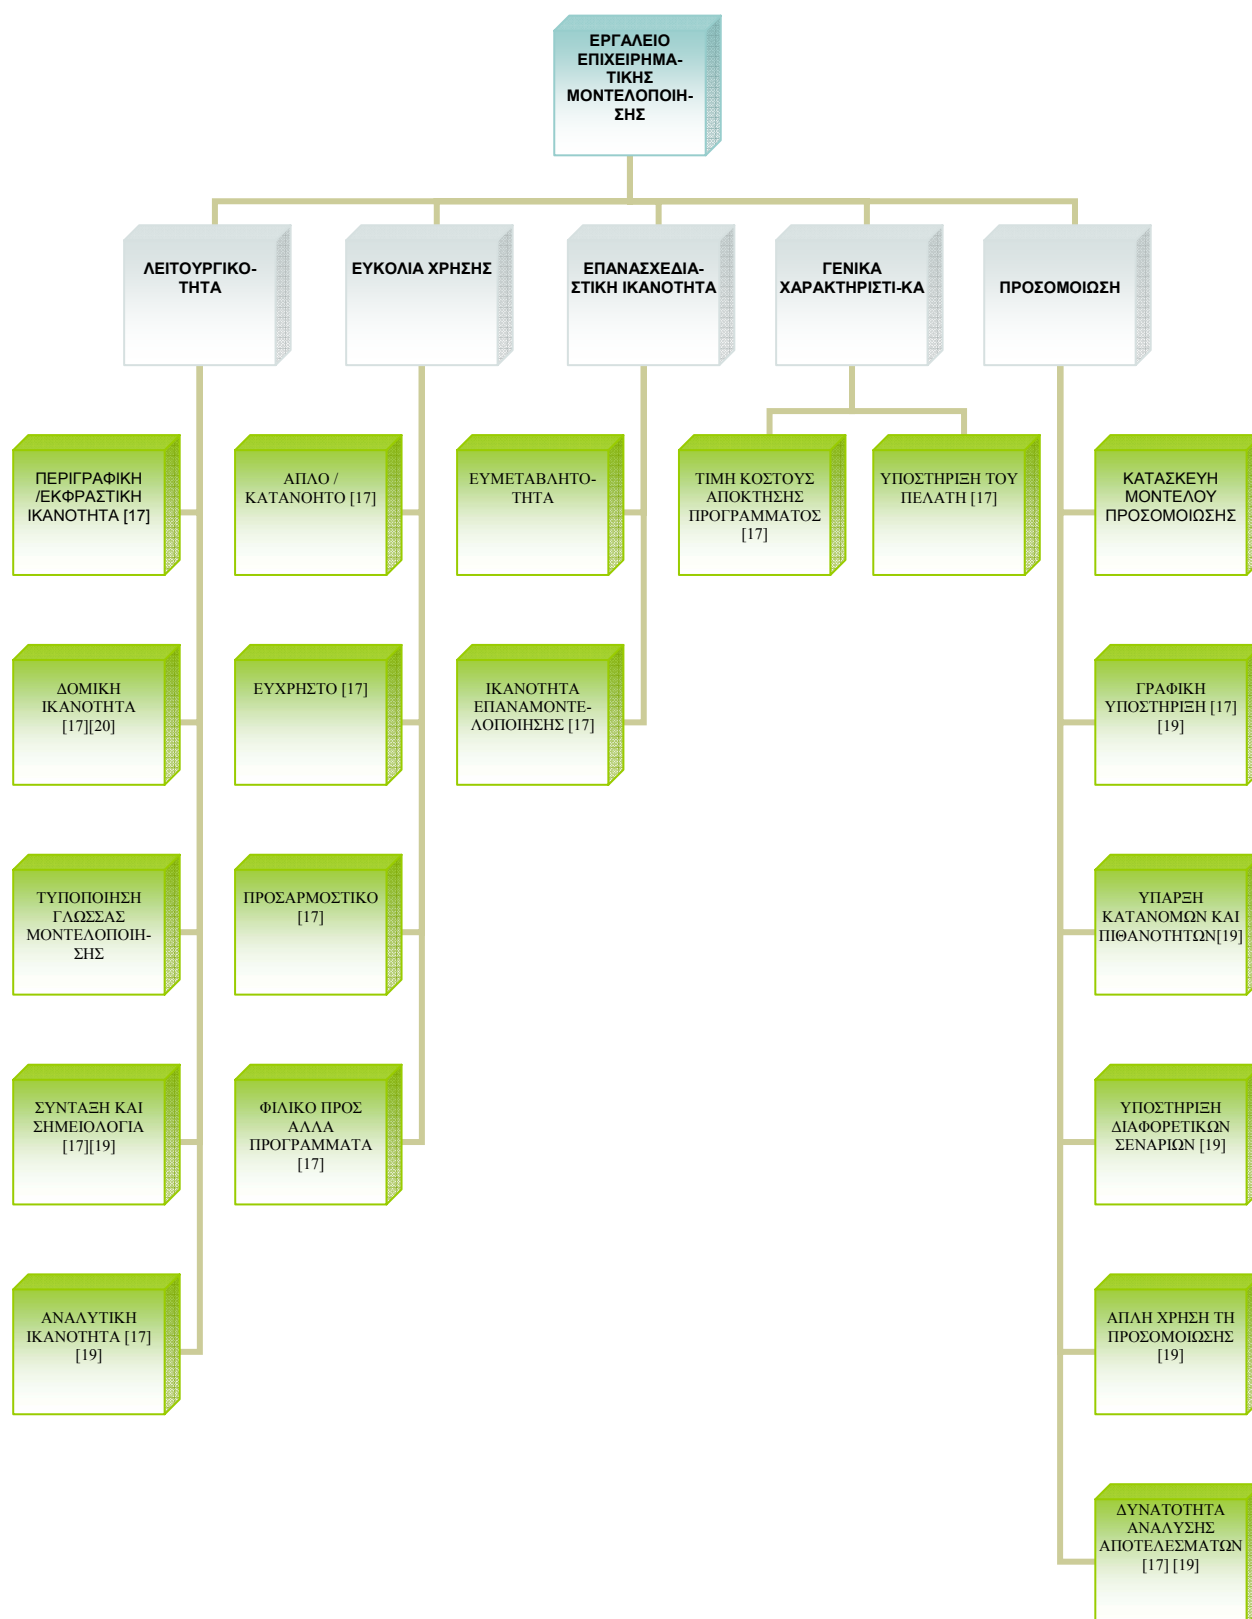 ΕΡΓΑΛΕΙΟ
ΕΠΙΧΕΙΡΗΜΑ-
ΤΙΚΗΣ
ΜΟΝΤΕΛΟΠΟΙΗ-
ΣΗΣ
ΛΕΙΤΟΥΡΓΙΚΟ-
ΤΗΤΑ
ΕΥΚΟΛΙΑ ΧΡΗΣΗΣ
ΕΠΑΝΑΣΧΕΔΙΑ-
ΣΤΙΚΗ ΙΚΑΝΟΤΗΤΑ
ΓΕΝΙΚΑ
ΧΑΡΑΚΤΗΡΙΣΤΙ-ΚΑ
ΠΡΟΣΟΜΟΙΩΣΗ
ΠΕΡΙΓΡΑΦΙΚΗ
/ΕΚΦΡΑΣΤΙΚΗ
ΙΚΑΝΟΤΗΤΑ [17]
ΑΠΛΟ /
ΚΑΤΑΝΟΗΤΟ [17]
ΕΥΜΕΤΑΒΛΗΤΟ-
ΤΗΤΑ
ΤΙΜΗ ΚΟΣΤΟΥΣ
ΑΠΟΚΤΗΣΗΣ
ΠΡΟΓΡΑΜΜΑΤΟΣ
[17]
ΥΠΟΣΤΗΡΙΞΗ ΤΟΥ
ΠΕΛΑΤΗ [17]
ΚΑΤΑΣΚΕΥΗ
ΜΟΝΤΕΛΟΥ
ΠΡΟΣΟΜΟΙΩΣΗΣ
ΔΟΜΙΚΗ
ΙΚΑΝΟΤΗΤΑ
[17][20]
ΕΥΧΡΗΣΤΟ [17]
ΙΚΑΝΟΤΗΤΑ
ΕΠΑΝΑΜΟΝΤΕ-
ΛΟΠΟΙΗΣΗΣ [17]
ΓΡΑΦΙΚΗ
ΥΠΟΣΤΗΡΙΞΗ [17]
[19]
ΤΥΠΟΠΟΙΗΣΗ
ΓΛΩΣΣΑΣ
ΜΟΝΤΕΛΟΠΟΙΗ-
ΣΗΣ
ΠΡΟΣΑΡΜΟΣΤΙΚΟ
[17]
ΥΠΑΡΞΗ
ΚΑΤΑΝΟΜΩΝ ΚΑΙ
ΠΙΘΑΝΟΤΗΤΩΝ[19]
ΣΥΝΤΑΞΗ ΚΑΙ
ΣΗΜΕΙΟΛΟΓΙΑ
[17][19]
ΦΙΛΙΚΟ ΠΡΟΣ
ΑΛΛΑ
ΠΡΟΓΡΑΜΜΑΤΑ
[17]
ΥΠΟΣΤΗΡΙΞΗ
ΔΙΑΦΟΡΕΤΙΚΩΝ
ΣΕΝΑΡΙΩΝ [19]
ΑΝΑΛΥΤΙΚΗ
ΙΚΑΝΟΤΗΤΑ [17]
[19]
ΑΠΛΗ ΧΡΗΣΗ ΤΗ
ΠΡΟΣΟΜΟΙΩΣΗΣ
[19]
ΔΥΝΑΤΟΤΗΤΑ
ΑΝΑΛΥΣΗΣ
ΑΠΟΤΕΛΕΣΜΑΤΩΝ
[17] [19]